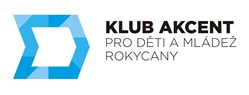 KLUB AKCENT
PRO DĚTI A MLÁDEŽ
ROKYCANY